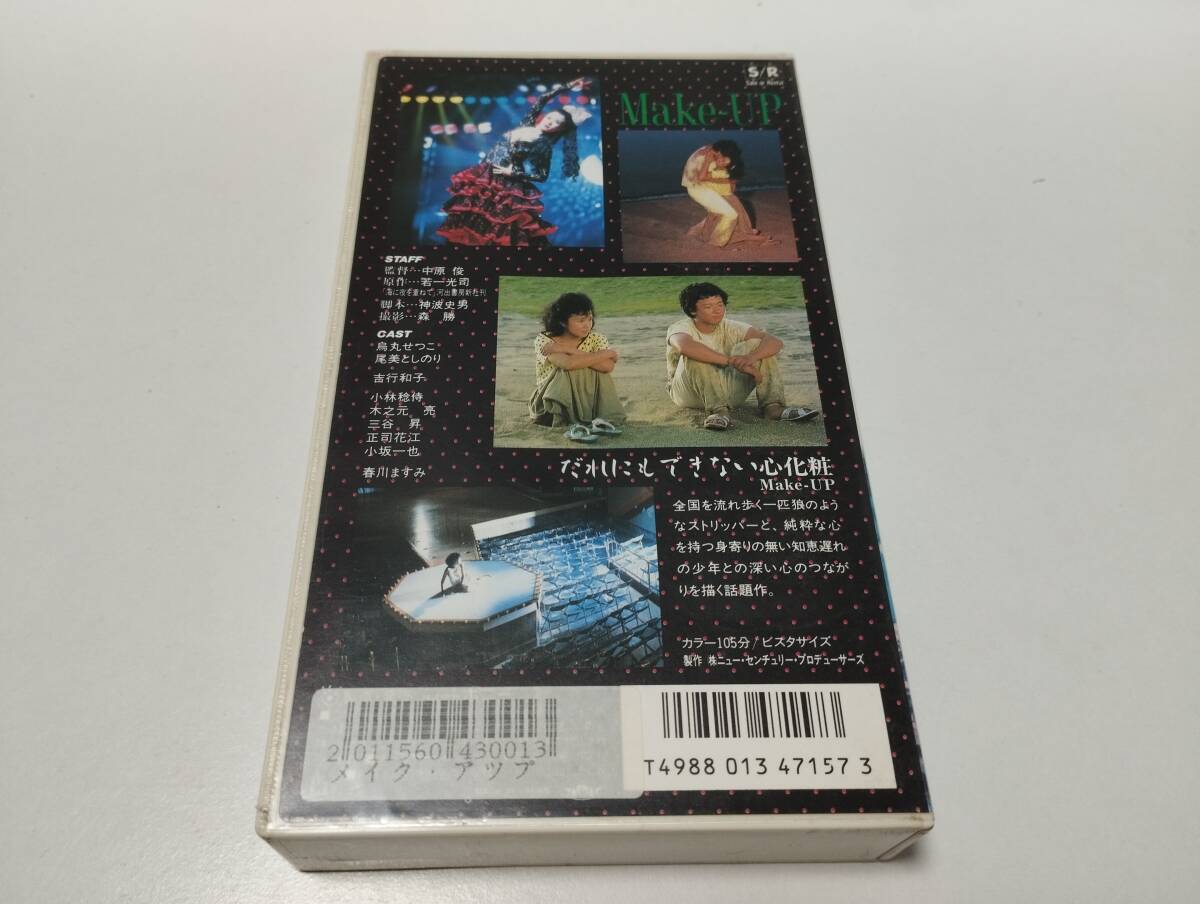 S/R
Sale or Rental
Make-UP
STAFF
監督…中原 俊
原作…若一光司
「海に夜を重ねて」河出書房新社刊
脚本…神波史男
撮影…森 勝
CAST
烏丸せつこ
尾美としのり
吉行和子
小林稔侍
木之元 亮
三谷 昇
正司花江
小坂一也
春川ますみ
だれにもできない心化粧
Make-UP
全国を流れ歩く一匹狼のよう
なストリッパーと、純粋な心
を持つ身寄りの無い知恵遅れ
の少年との深い心のつなが
りを描く話題作。
カラー105分/ビスタサイズ
製作 株ニュー・センチュリー・プロデューサーズ
2 011560 430013
メイク・アツプ
T4988 013 47157 3